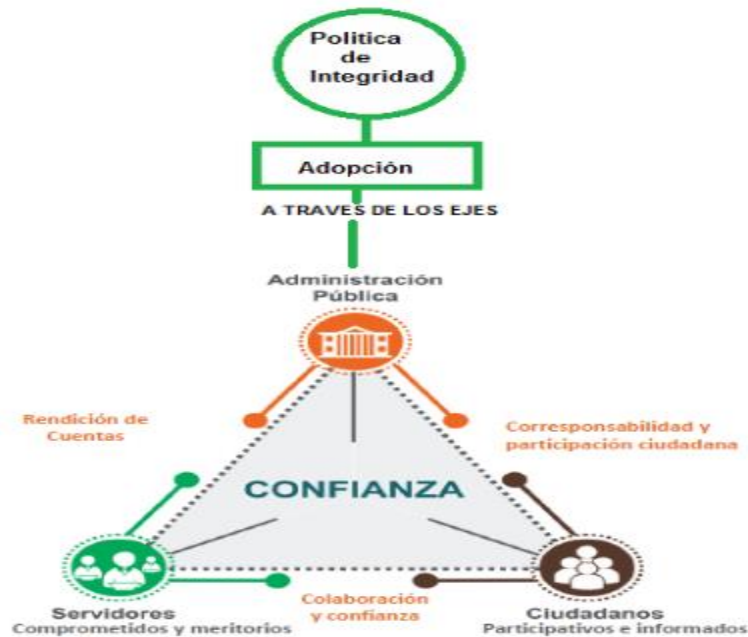 Politica
de
Integridad
Adopción
A TRAVES DE LOS EJES
Administración
Pública
Rendición de
Cuentas
Corresponsabilidad y
participación ciudadana
CONFIANZA
Servidores
Comprometidos y meritorios
Colaboración
y confianza
Ciudadanos
Participativos e informados